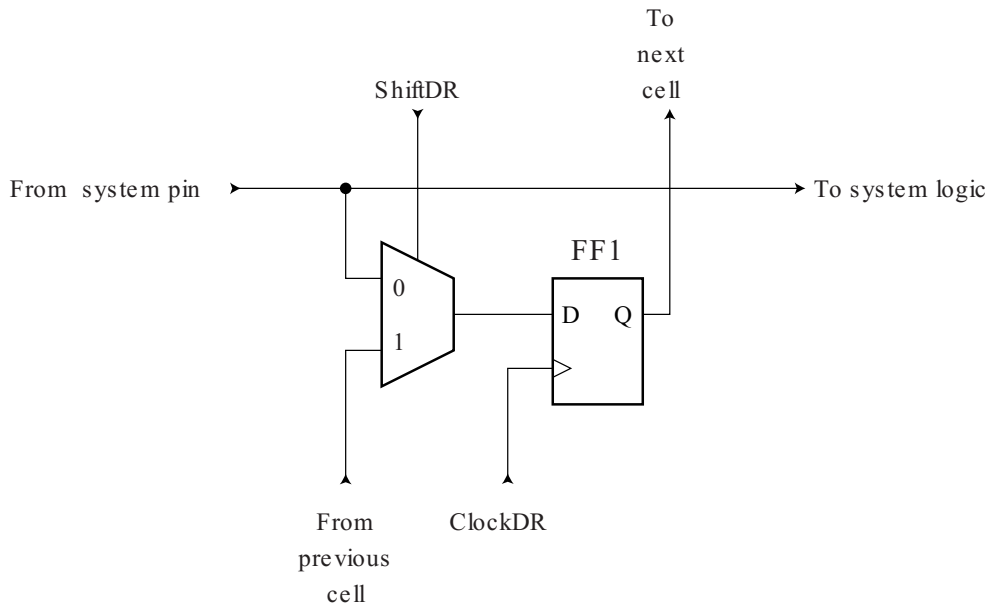 To
next
cell
ShiftDR
From system pin
To system logic
FF1
0
D Q
1
From
previous
cell
ClockDR